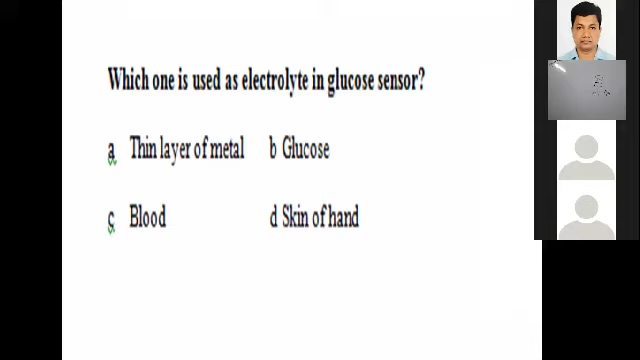 Which one is used as electrolyte in glucose sensor?
a Thin layer of metal b Glucose
c Blood d Skin of hand